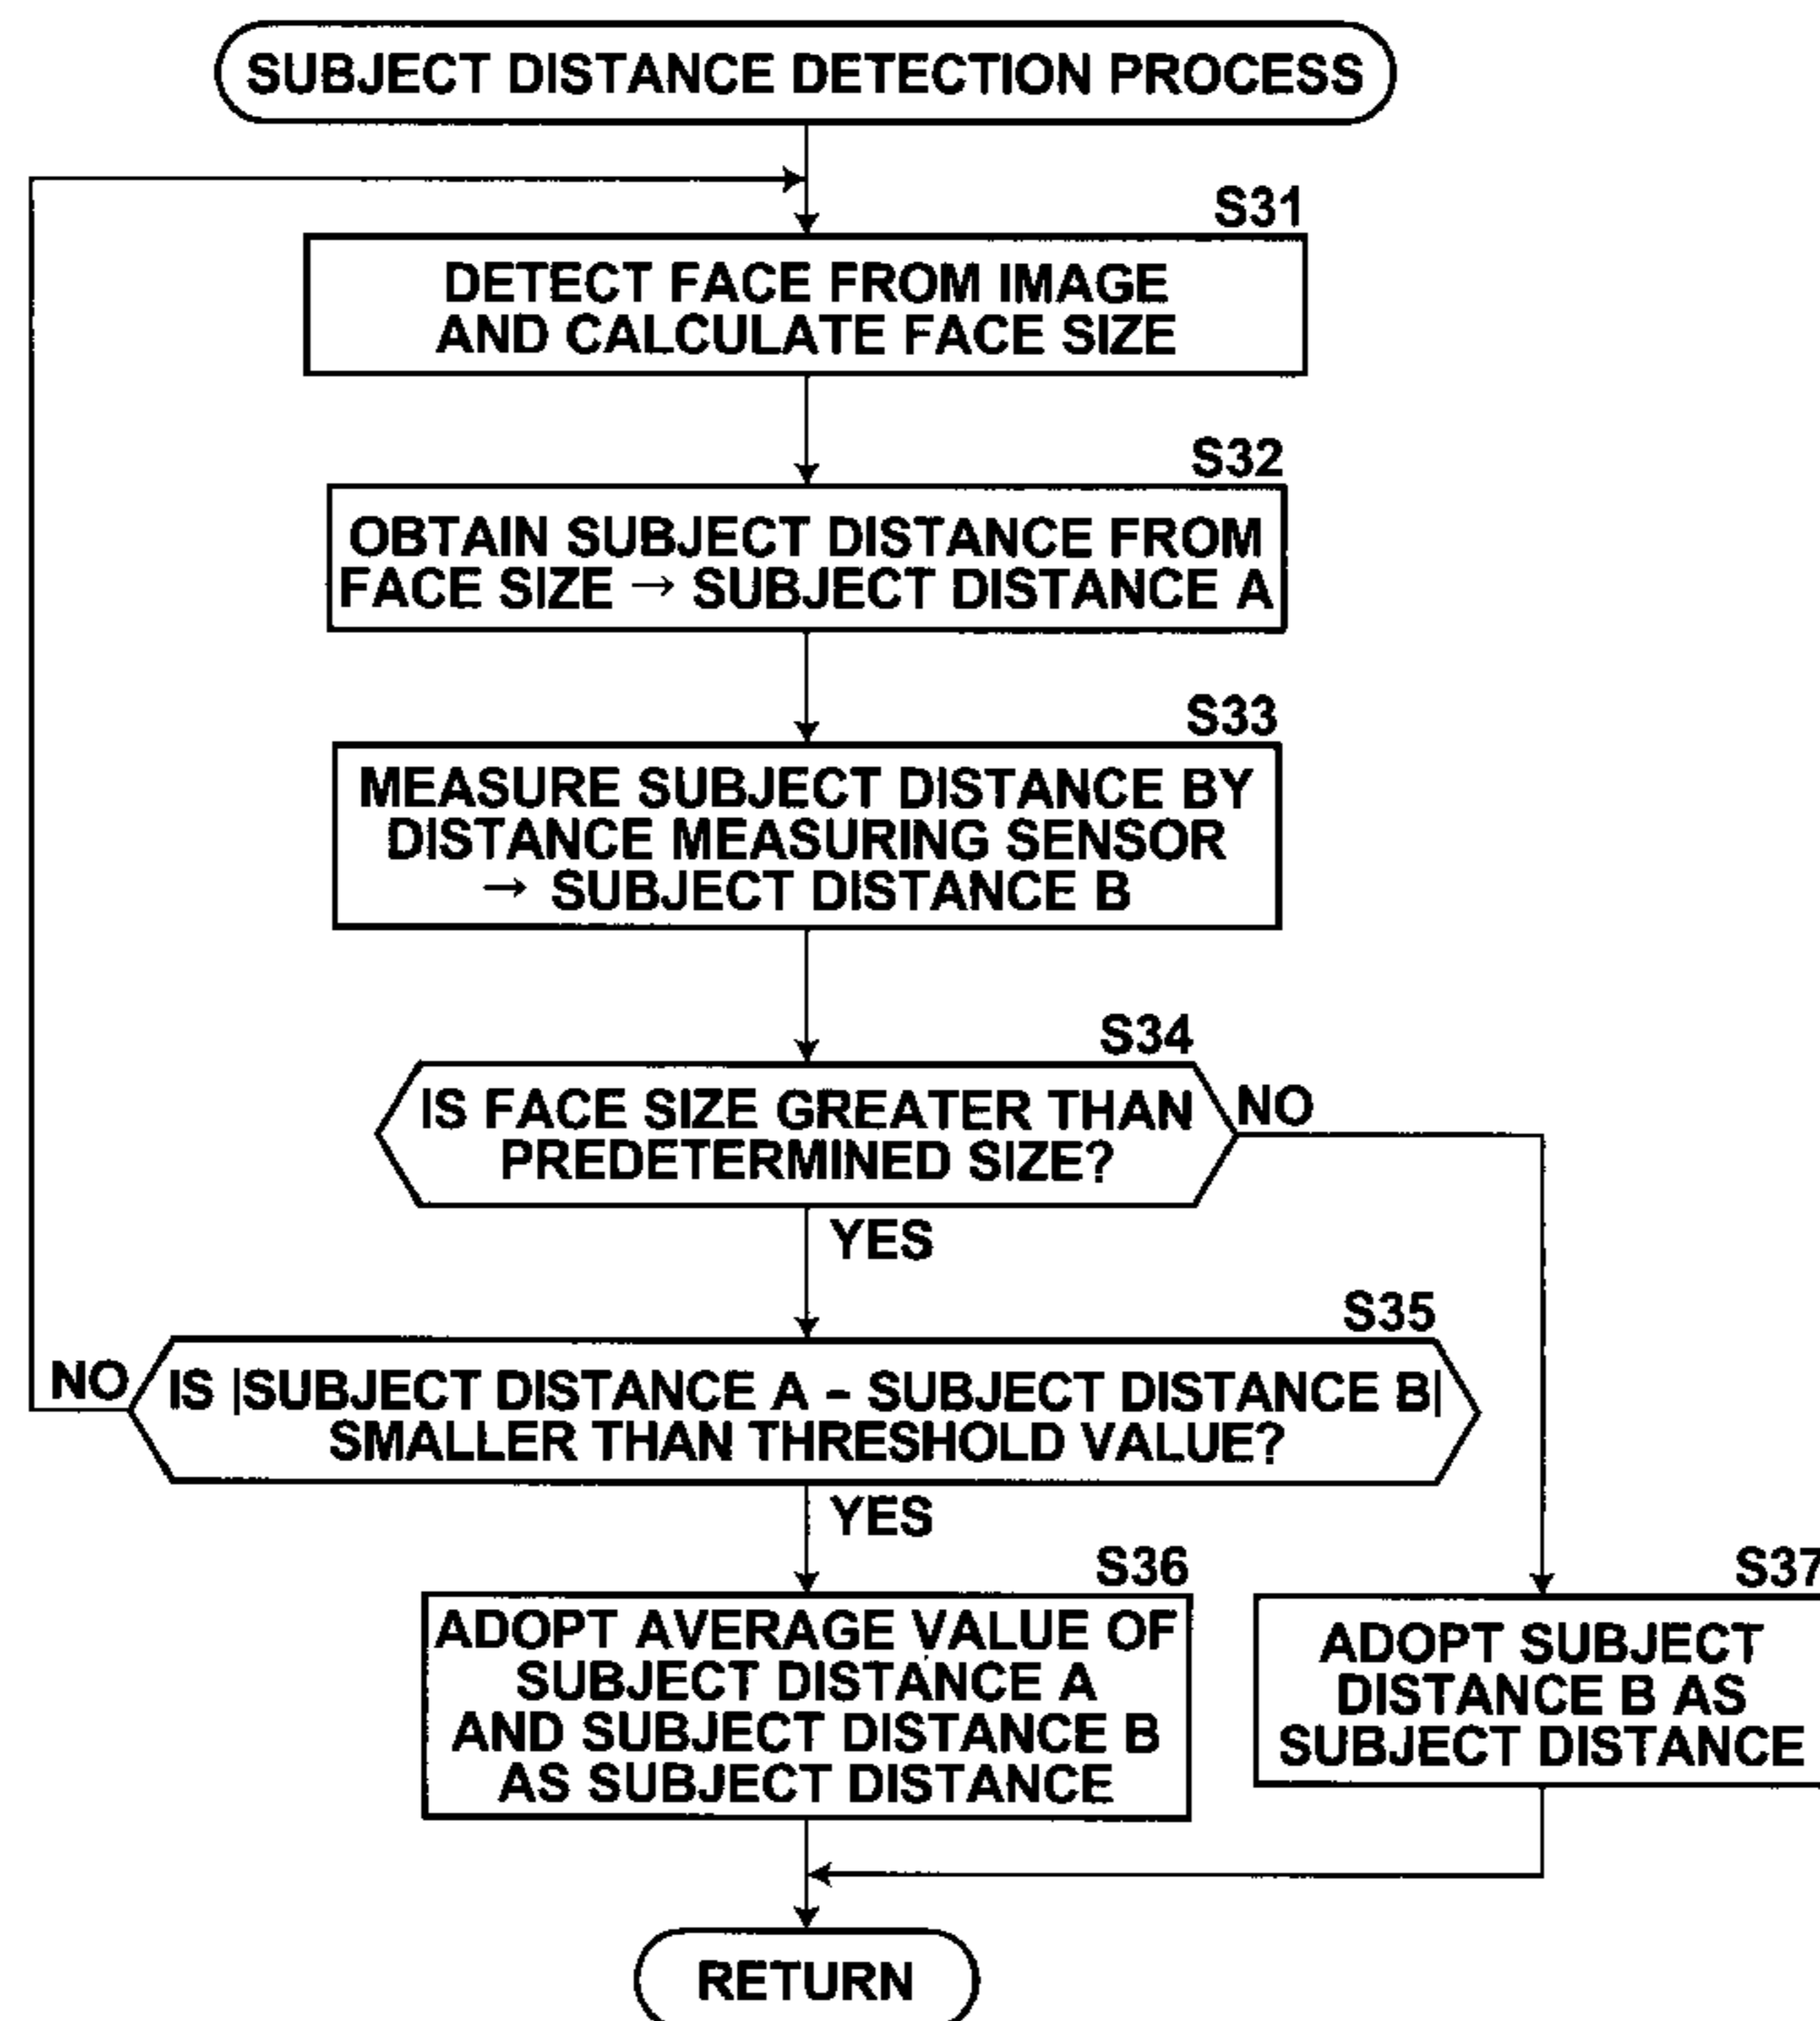 SUBJECT DISTANCE DETECTION PROCESS
S31
DETECT FACE FROM IMAGE
AND CALCULATE FACE SIZE
S32
OBTAIN SUBJECT DISTANCE FROM
FACE SIZE → SUBJECT DISTANCE A
S33
MEASURE SUBJECT DISTANCE BY
DISTANCE MEASURING SENSOR
→ SUBJECT DISTANCE B
S34
IS FACE SIZE GREATER THAN
PREDETERMINED SIZE?
NO
YES
S35
NO
IS |SUBJECT DISTANCE A - SUBJECT DISTANCE B|
SMALLER THAN THRESHOLD VALUE?
YES
S36
ADOPT AVERAGE VALUE OF
SUBJECT DISTANCE A
AND SUBJECT DISTANCE B
AS SUBJECT DISTANCE
S37
ADOPT SUBJECT
DISTANCE B AS
SUBJECT DISTANCE
RETURN